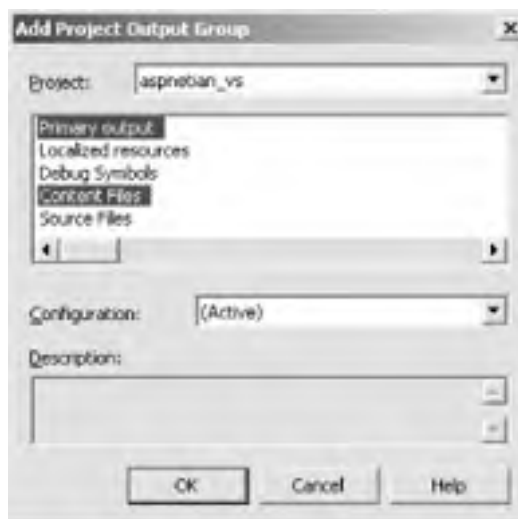 Add Project Output Group
Project: aspnetian_vs
Primary output
Localized resources
Debug Symbols
Content Files
Source Files
Configuration: (Active)
Description:
OK Cancel Help